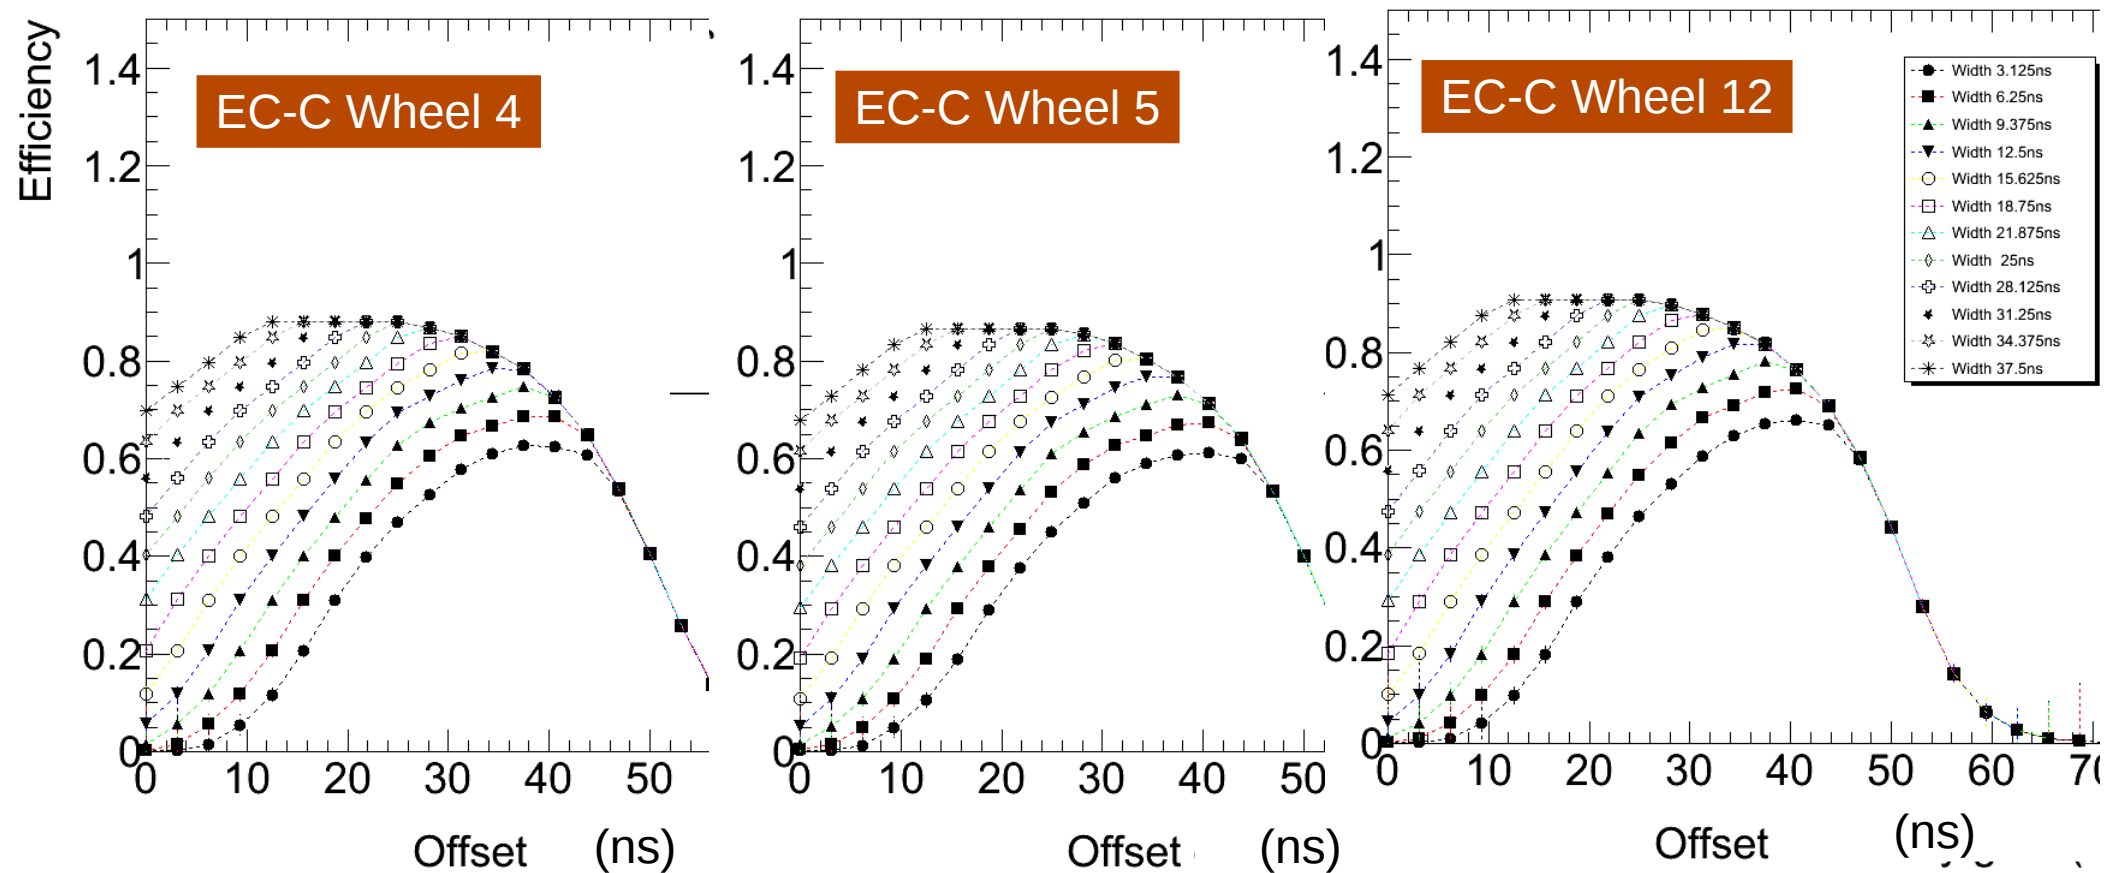 Efficiency
EC-C Wheel 4
1.4
1.2
1
0.8
0.6
0.4
0.2
0
0 10 20 30 40 50
Offset (ns)
EC-C Wheel 5
1.4
1.2
1
0.8
0.6
0.4
0.2
0
0 10 20 30 40 50
Offset (ns)
EC-C Wheel 12
1.4
1.2
1
0.8
0.6
0.4
0.2
0
0 10 20 30 40 50 60 70
Offset (ns)
Width 3.125ns
Width 6.25ns
Width 9.375ns
Width 12.5ns
Width 15.625ns
Width 18.75ns
Width 21.875ns
Width 25ns
Width 28.125ns
Width 31.25ns
Width 34.375ns
Width 37.5ns